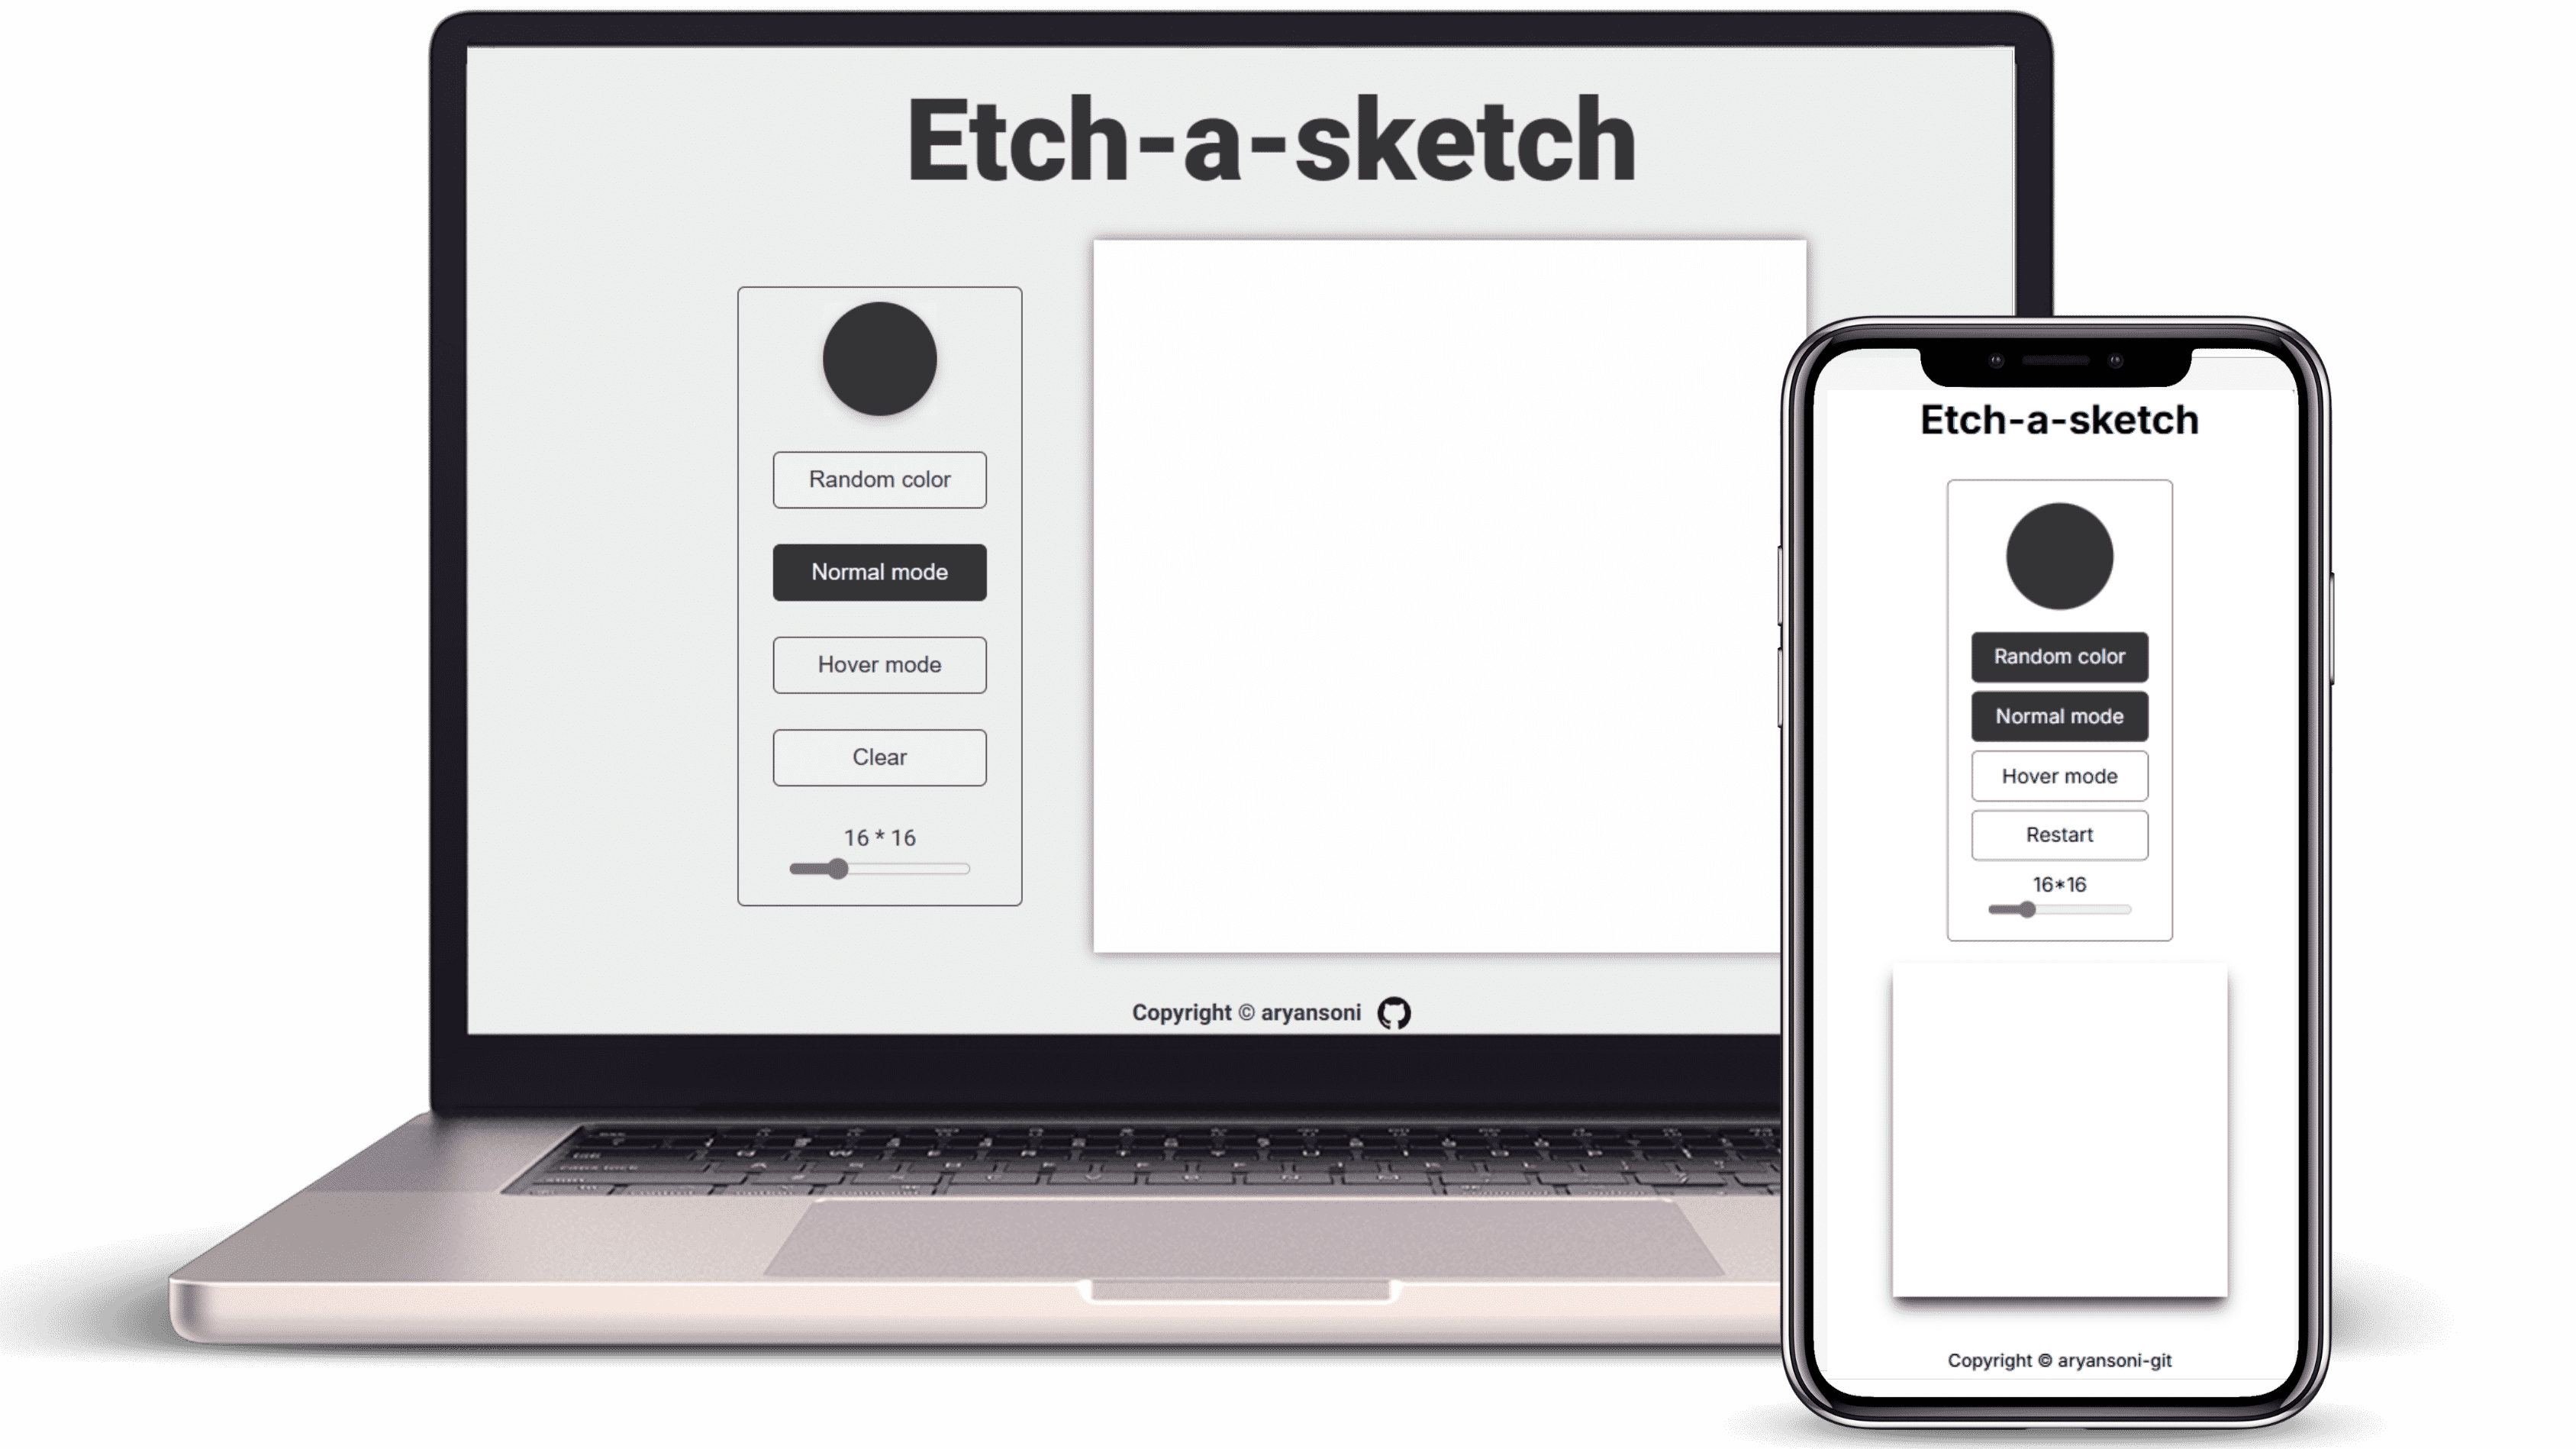 Etch-a-sketch
Random color
Normal mode
Hover mode
Clear
16 * 16
Copyright © aryansoni
Etch-a-sketch
Random color
Normal mode
Hover mode
Restart
16*16
Copyright © aryansoni-git